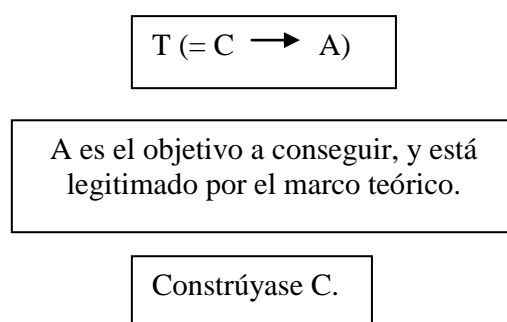 T (= C → A)
A es el objetivo a conseguir, y está
legitimado por el marco teórico.
Constrúyase C.